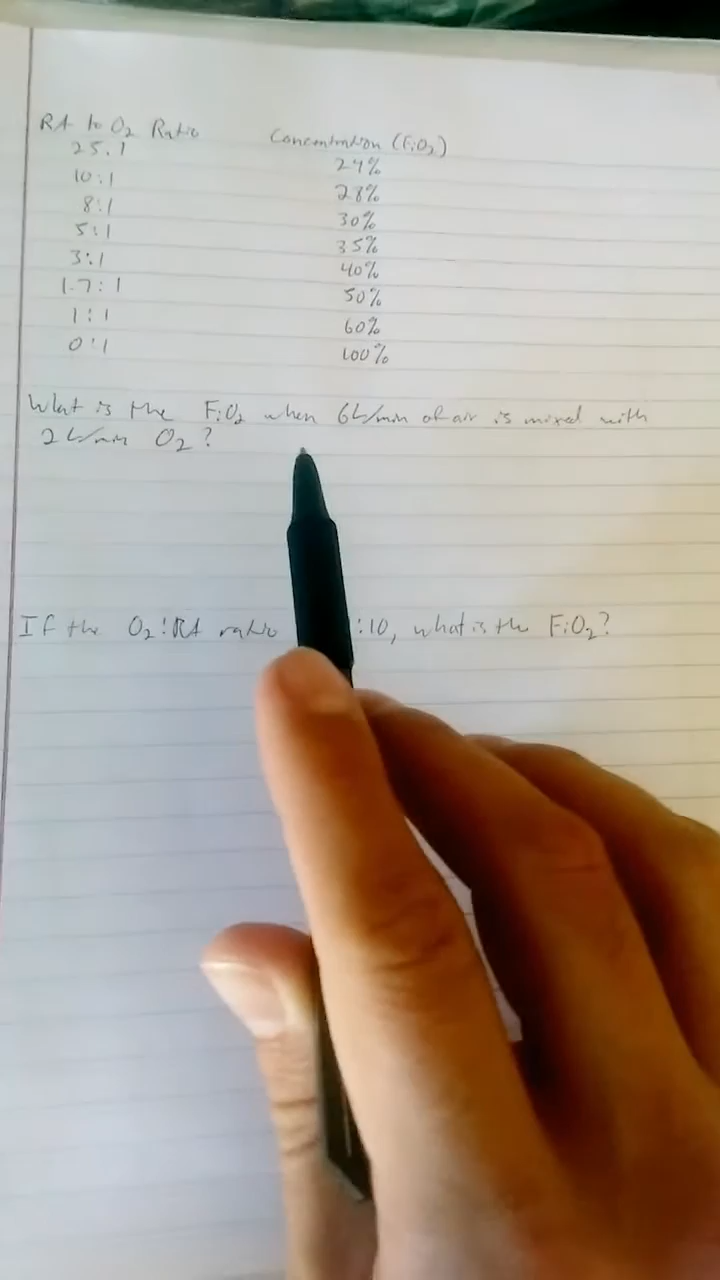 RA to O2 Ratio Concentration (FiO2)
25:1 24%
10:1 28%
8:1 30%
5:1 35%
3:1 40%
1.7:1 50%
1:1 60%
0:1 100%
What is the FiO2 when 6L/min of air is mixed with
2L/min O2?
If the O2:RA ratio :10, what is the FiO2?